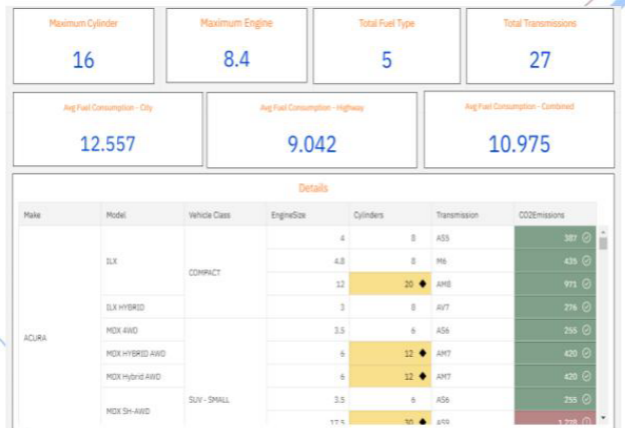 Maximum Cylinder
Maximum Engine
Total Fuel Type
Total Transmissions
16
8.4
5
27
Avg Fuel Consumption - City
Avg Fuel Consumption - Highway
Avg Fuel Consumption - Combined
12.557
9.042
10.975
Details
Make Model Vehicle Class EngineSize Cylinders Transmission CO2Emissions
ACURA ILX COMPACT 4 8 AS5 387
4.8 8 M6 435
12 20 AM8 971
ILX HYBRID 3 8 AV7 276
MDX 4WD SUV - SMALL 3.5 6 AS6 255
MDX HYBRID AWD 6 12 AM7 420
MDX Hybrid AWD 6 12 AM7 420
MDX SH-AWD 3.5 6 AS6 255
17.5 30 AS9